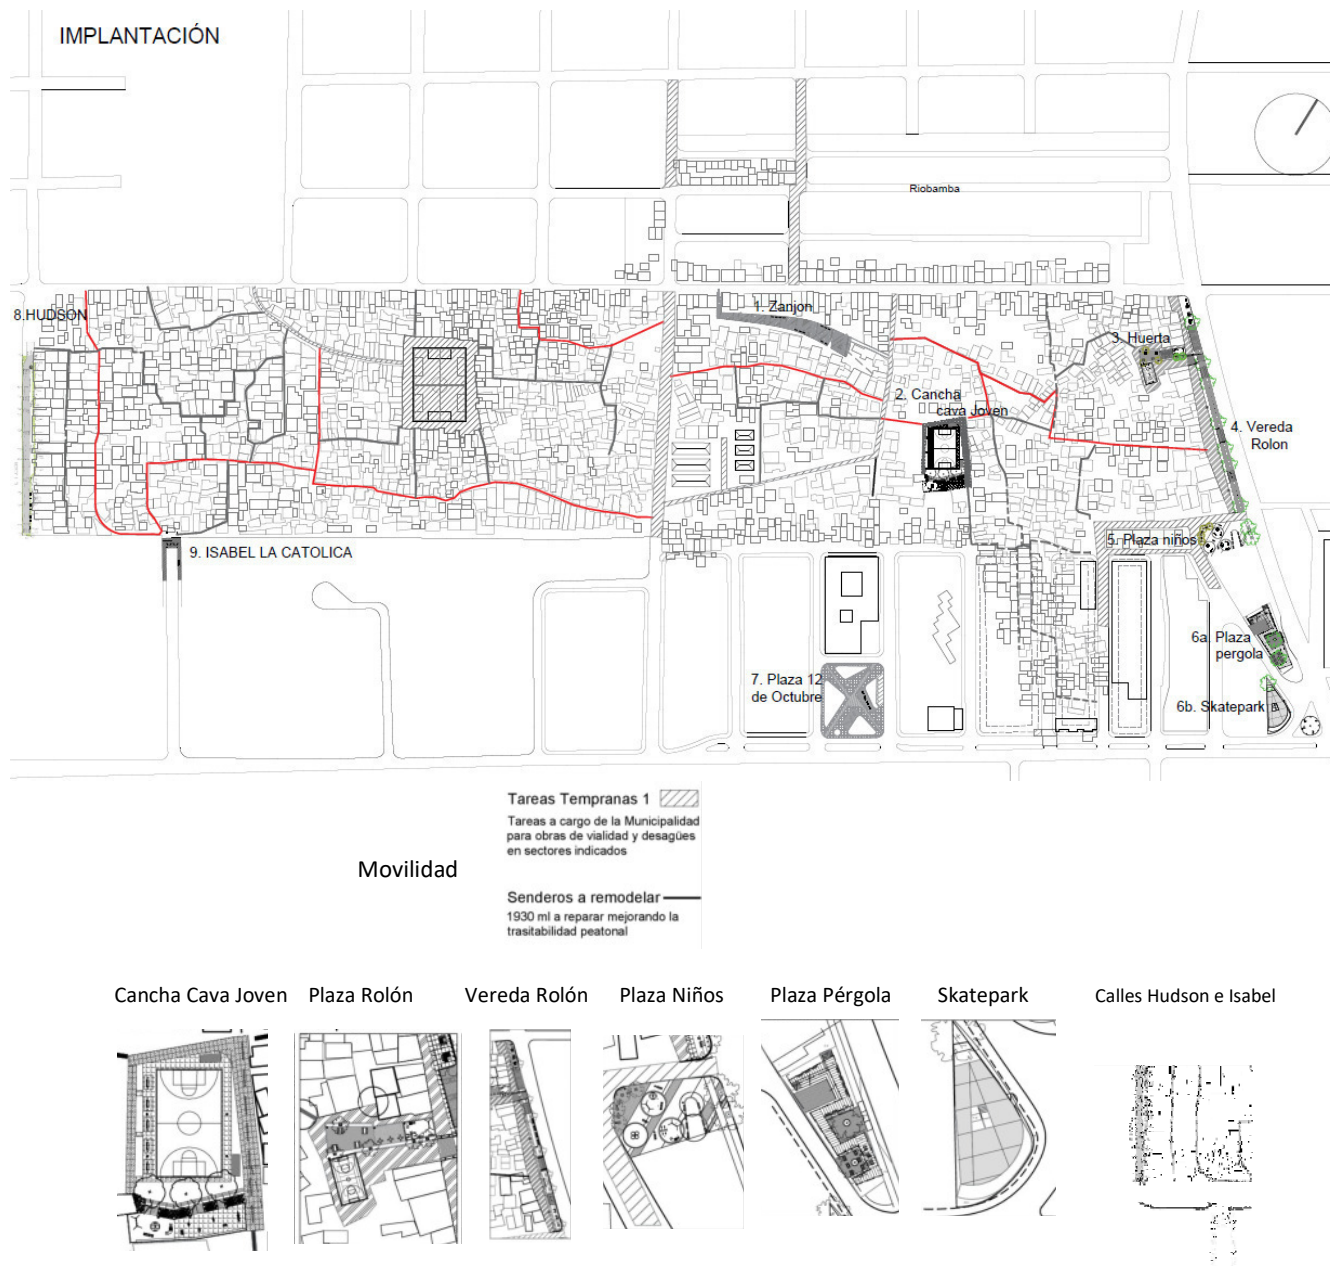 IMPLANTACIÓN
Riobamba
8.HUDSON
1. Zanjon
3. Huerta
2. Cancha
cava Joven
4. Vereda
Rolon
5. Plaza niños
9. ISABEL LA CATOLICA
6a. Plaza
pergola
7. Plaza 12
de Octubre
6b. Skatepark
Tareas Tempranas 1
Tareas a cargo de la Municipalidad
para obras de vialidad y desagües
en sectores indicados
Movilidad
Senderos a remodelar
1930 ml a reparar mejorando la
trasitabilidad peatonal
Cancha Cava Joven
Plaza Rolón
Vereda Rolón
Plaza Niños
Plaza Pérgola
Skatepark
Calles Hudson e Isabel